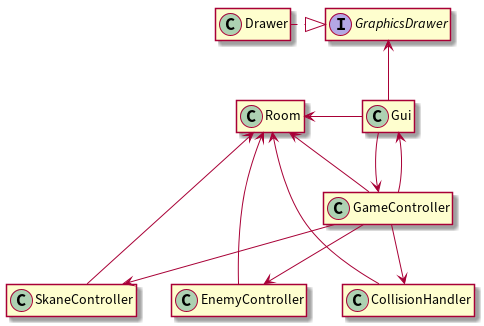 C Drawer
I GraphicsDrawer
C Room
C Gui
C GameController
C SkaneController
C EnemyController
C CollisionHandler